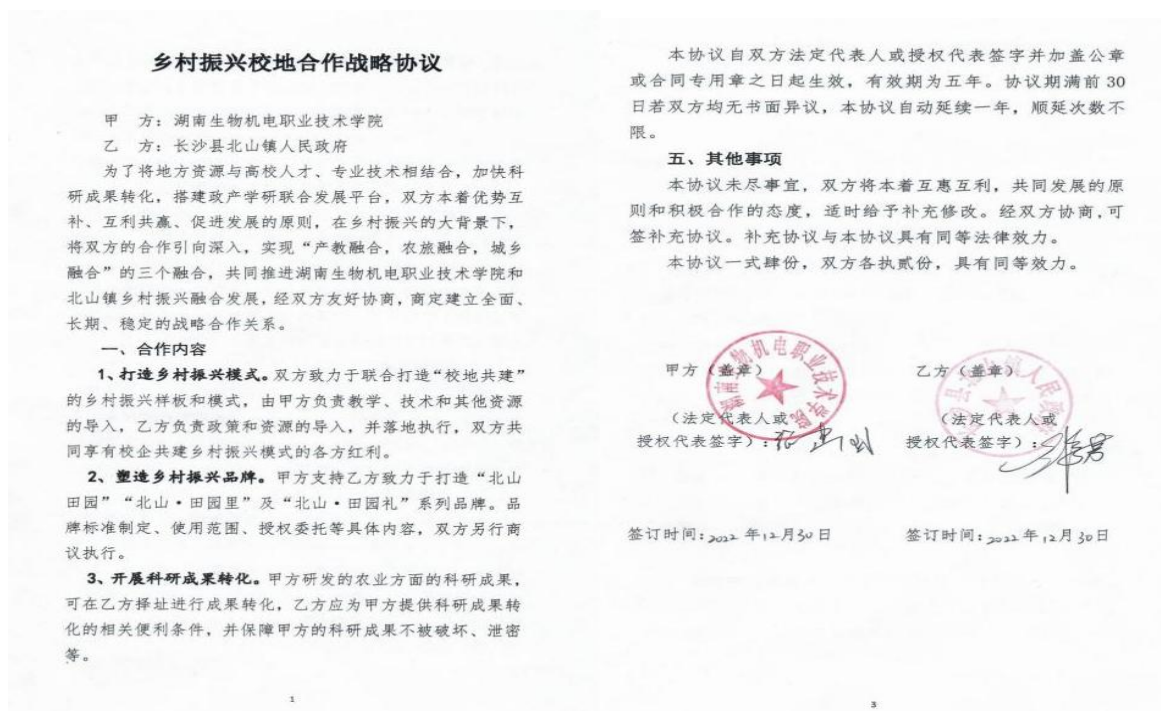 乡村振兴校地合作战略协议
甲　方：湖南生物机电职业技术学院
乙　方：长沙县北山镇人民政府
为了将地方资源与高校人才、专业技术相结合，加快科
研成果转化，搭建政产学研联合发展平台，双方本着优势互
补、互利共赢、促进发展的原则，在乡村振兴的大背景下，
将双方的合作引向深入，实现“产教融合，农旅融合，城乡
融合”的三个融合，共同推进湖南生物机电职业技术学院和
北山镇乡村振兴融合发展，经双方友好协商，商定建立全面、
长期、稳定的战略合作关系。
一、合作内容
1、打造乡村振兴模式。双方致力于联合打造“校地共建”
的乡村振兴样板和模式，由甲方负责教学、技术和其他资源
的导入，乙方负责政策和资源的导入，并落地执行，双方共
同享有校企共建乡村振兴模式的各方红利。
2、塑造乡村振兴品牌。甲方支持乙方致力于打造“北山
田园”“北山·田园里”及“北山·田园礼”系列品牌。品
牌标准制定、使用范围、授权委托等具体内容，双方另行商
议执行。
3、开展科研成果转化。甲方研发的农业方面的科研成果，
可在乙方择址进行成果转化，乙方应为甲方提供科研成果转
化的相关便利条件，并保障甲方的科研成果不被破坏、泄密
等。
1
本协议自双方法定代表人或授权代表签字并加盖公章
或合同专用章之日起生效，有效期为五年。协议期满前 30
日若双方均无书面异议，本协议自动延续一年，顺延次数不
限。
五、其他事项
本协议未尽事宜，双方将本着互惠互利，共同发展的原
则和积极合作的态度，适时给予补充修改。经双方协商，可
签补充协议。补充协议与本协议具有同等法律效力。
本协议一式肆份，双方各执贰份，具有同等效力。
甲方（盖章）
（法定代表人或
授权代表签字）：
签订时间：2022 年 12 月 30 日
湖南生物机电职业技术学院
乙方（盖章）
（法定代表人或
授权代表签字）：
签订时间：2022 年 12 月 30 日
3